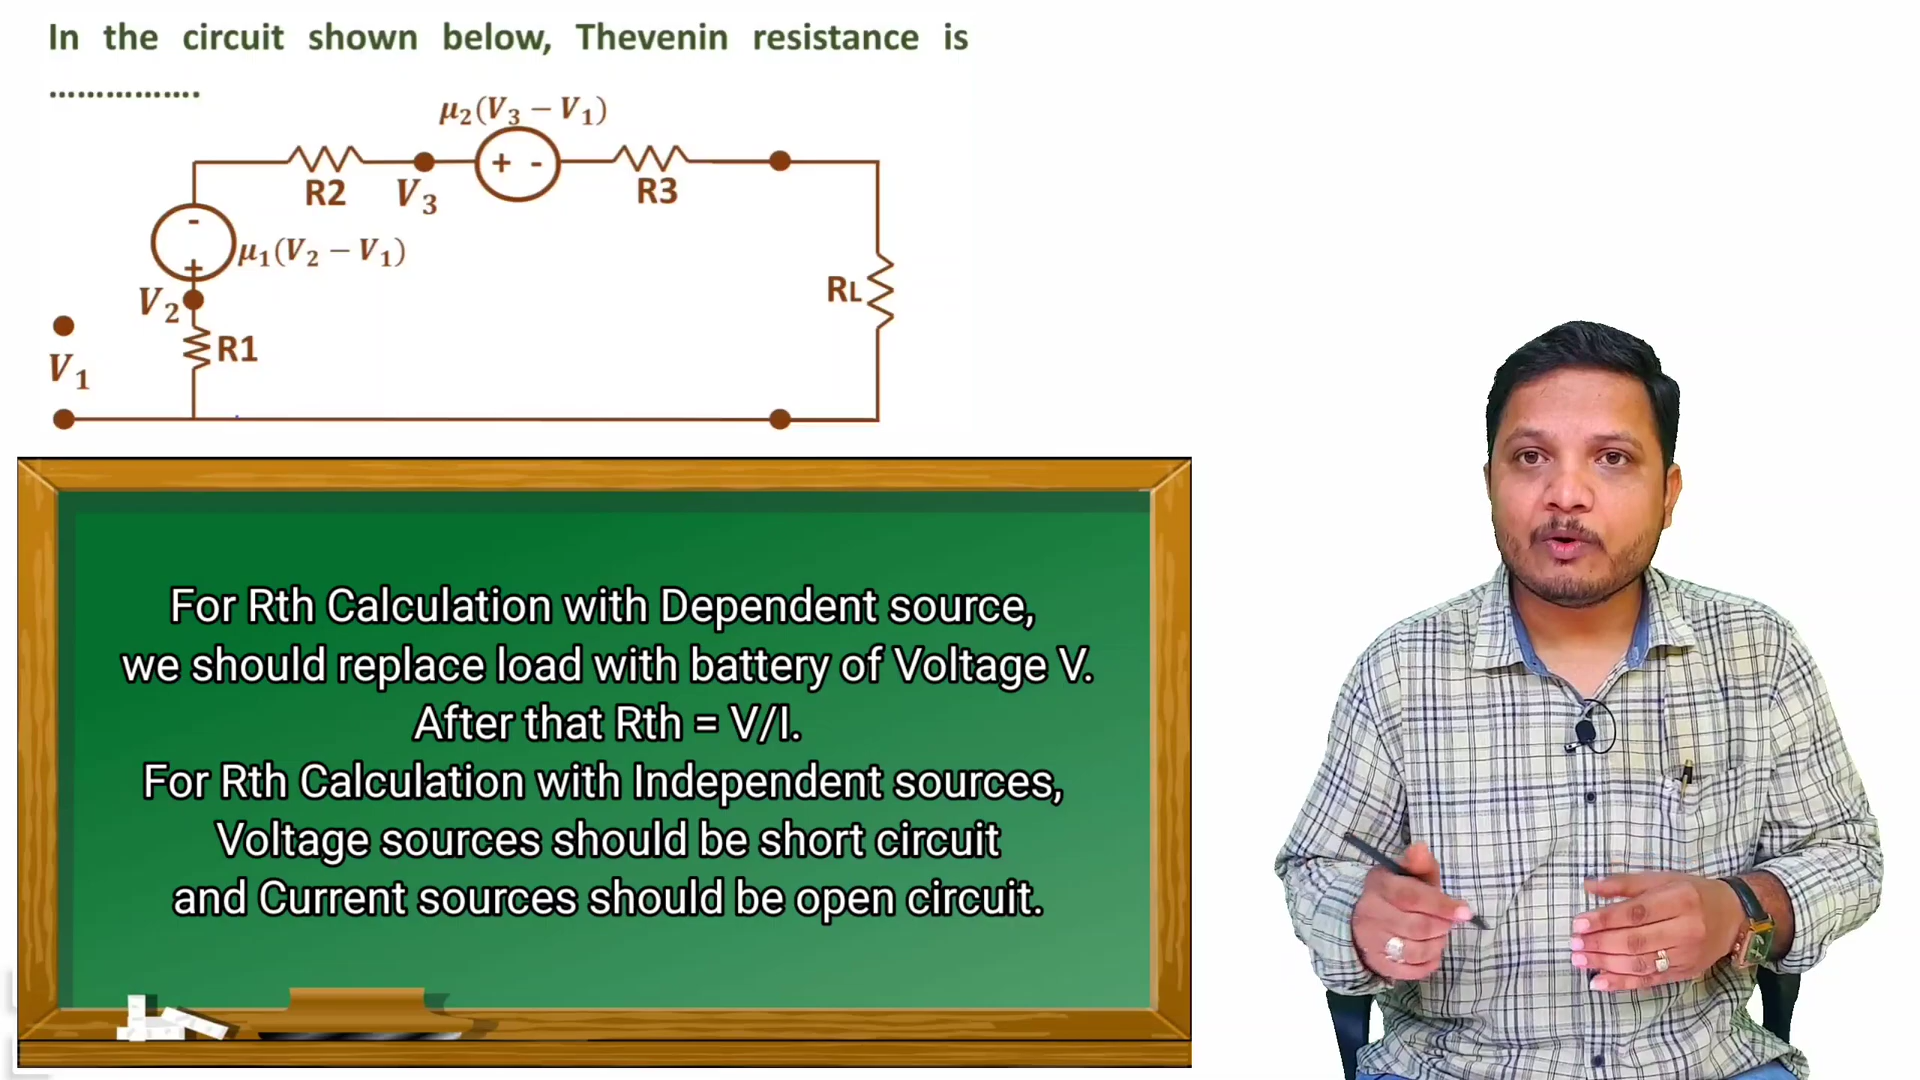 In the circuit shown below, Thevenin resistance is
................
μ₂(V₃ − V₁)
+ -
R2
V₃
R3
-
μ₁(V₂ − V₁)
+
V₂
RL
R1
V₁
For Rth Calculation with Dependent source,
we should replace load with battery of Voltage V.
After that Rth = V/I.
For Rth Calculation with Independent sources,
Voltage sources should be short circuit
and Current sources should be open circuit.